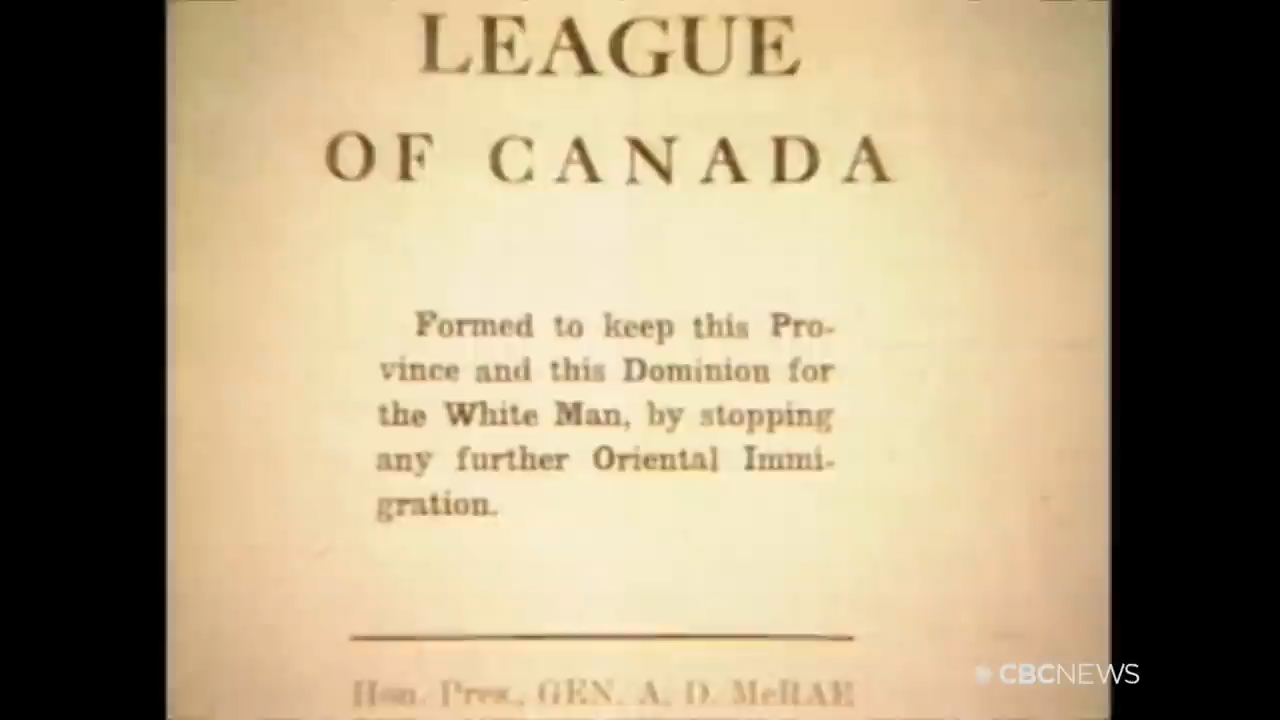 LEAGUE
OF CANADA
Formed to keep this Pro-
vince and this Dominion for
the White Man, by stopping
any further Oriental Immi-
gration.
Hon. Pres., GEN. A. D. McRAE
CBCNEWS